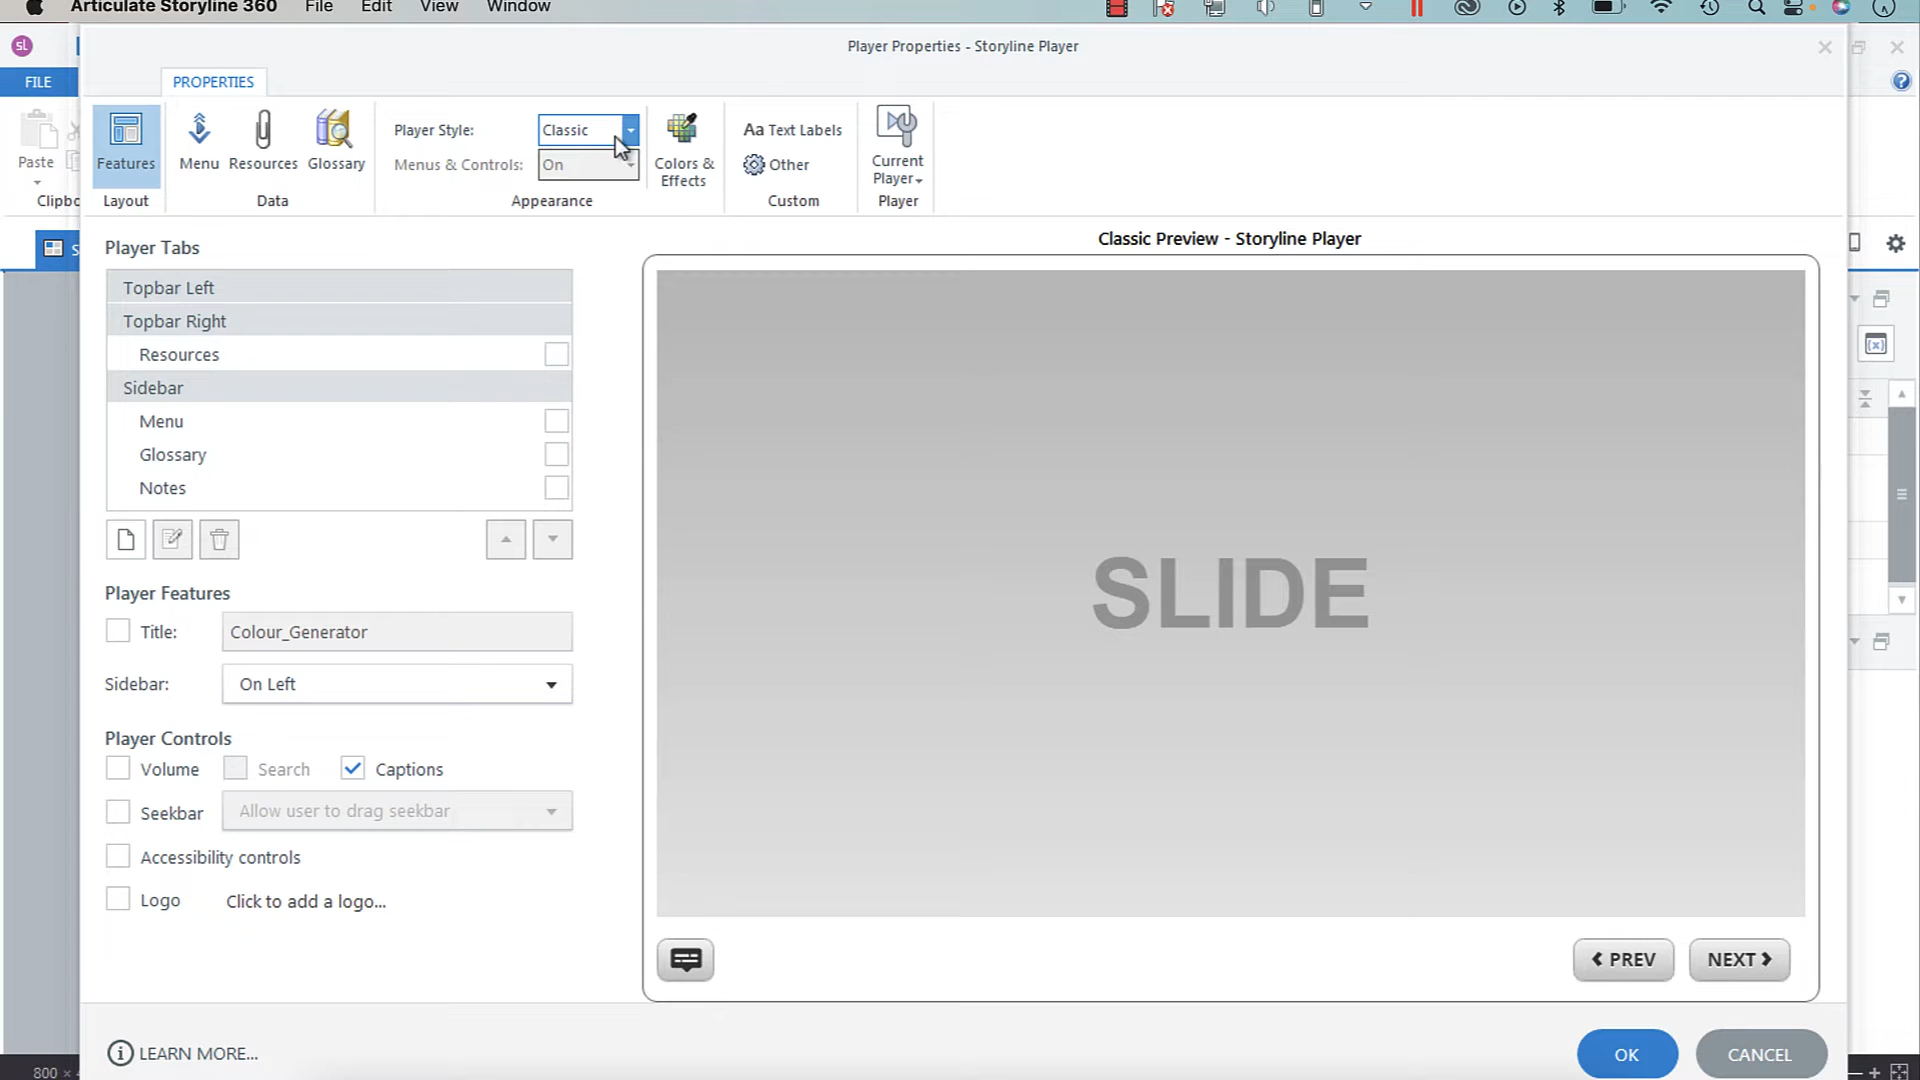 Articulate Storyline 360 File Edit View Window
sl
Player Properties - Storyline Player
FILE
PROPERTIES
Paste
Features
Menu
Resources
Glossary
Player Style:
Classic
Menus & Controls:
On
Colors &
Effects
Aa Text Labels
Other
Current
Player
Clipbo
Layout
Data
Appearance
Custom
Player
Player Tabs
Classic Preview - Storyline Player
Topbar Left
Topbar Right
Resources
Sidebar
Menu
Glossary
Notes
Player Features
Title:
Colour_Generator
Sidebar:
On Left
Player Controls
Volume
Search
Captions
Seekbar
Allow user to drag seekbar
Accessibility controls
Logo
Click to add a logo...
SLIDE
PREV
NEXT
LEARN MORE...
OK
CANCEL
800 ×